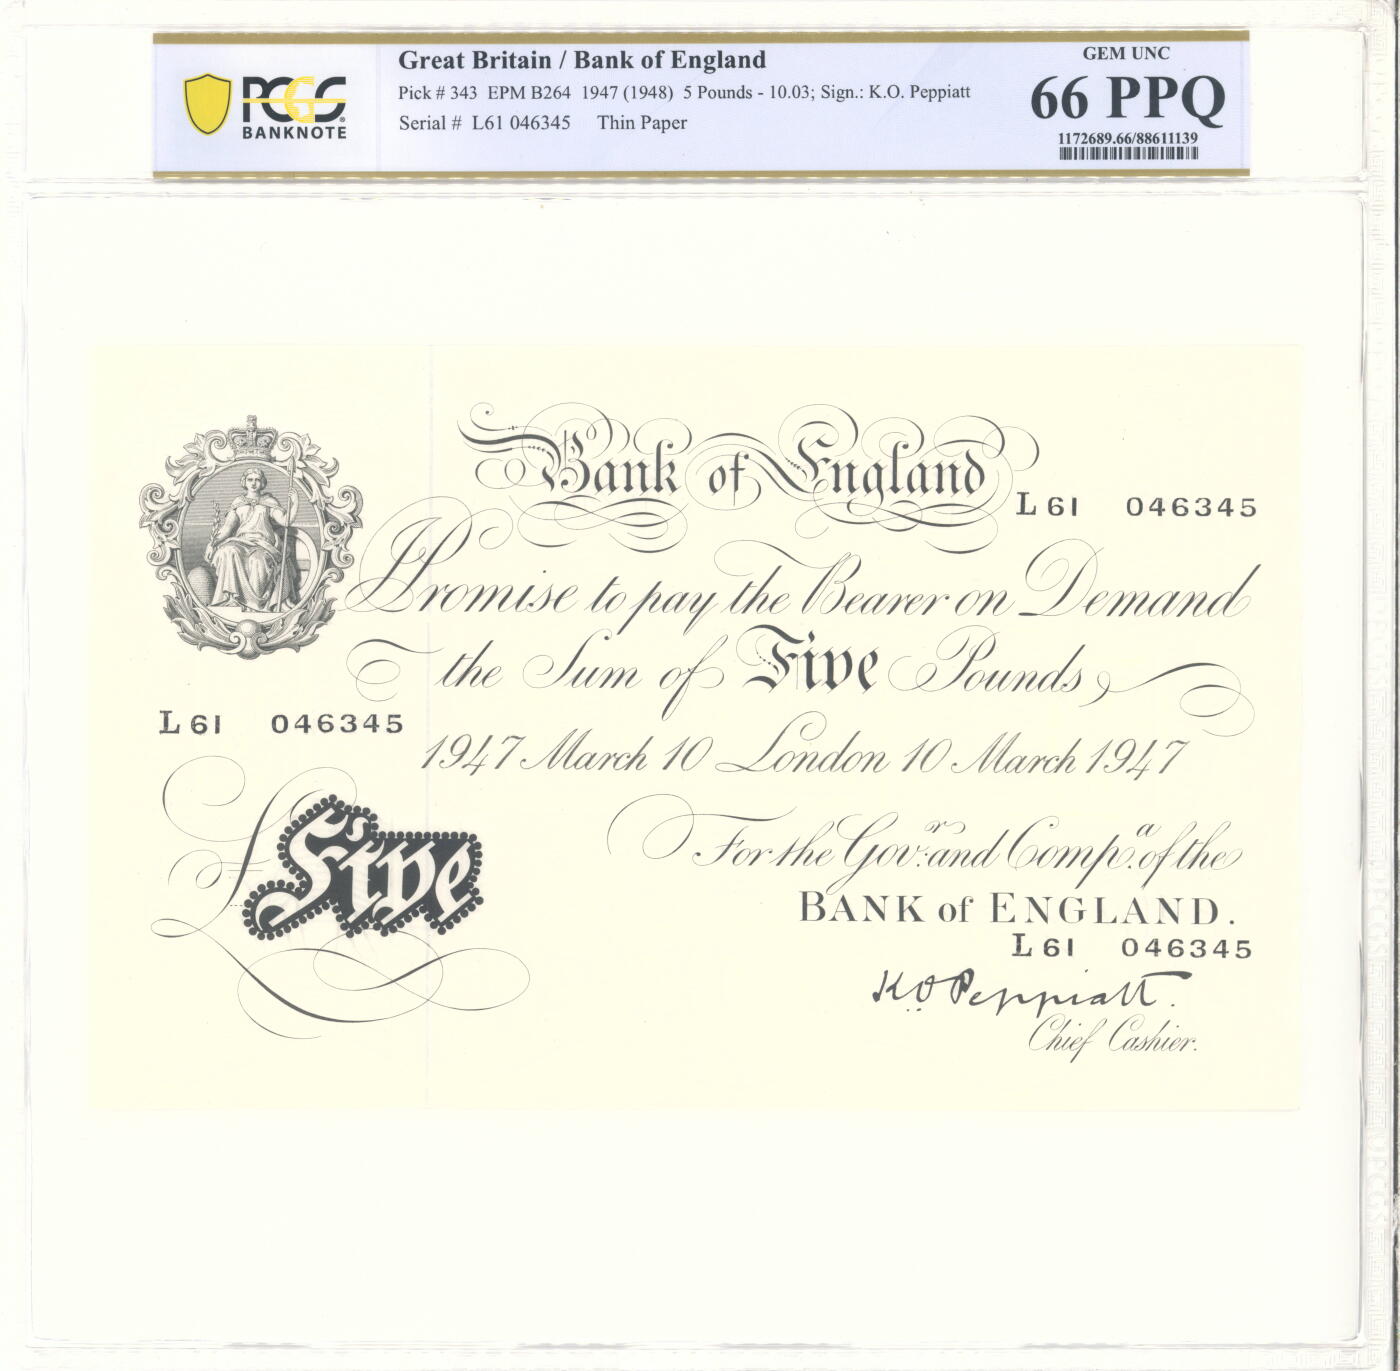 Great Britain / Bank of England
Pick # 343 EPM B264 1947 (1948) 5 Pounds - 10.03; Sign.: K.O. Peppiatt
Serial # L61 046345 Thin Paper
GEM UNC
66 PPQ
1172689.66/88611139
PCGS
BANKNOTE
Bank of England
L61 046345
I Promise to pay the Bearer on Demand
the Sum of Five Pounds
L61 046345
1947 March 10 London 10 March 1947
£Five
For the Gov.r and Comp.a of the
BANK of ENGLAND.
L61 046345
K O Peppiatt.
Chief Cashier.